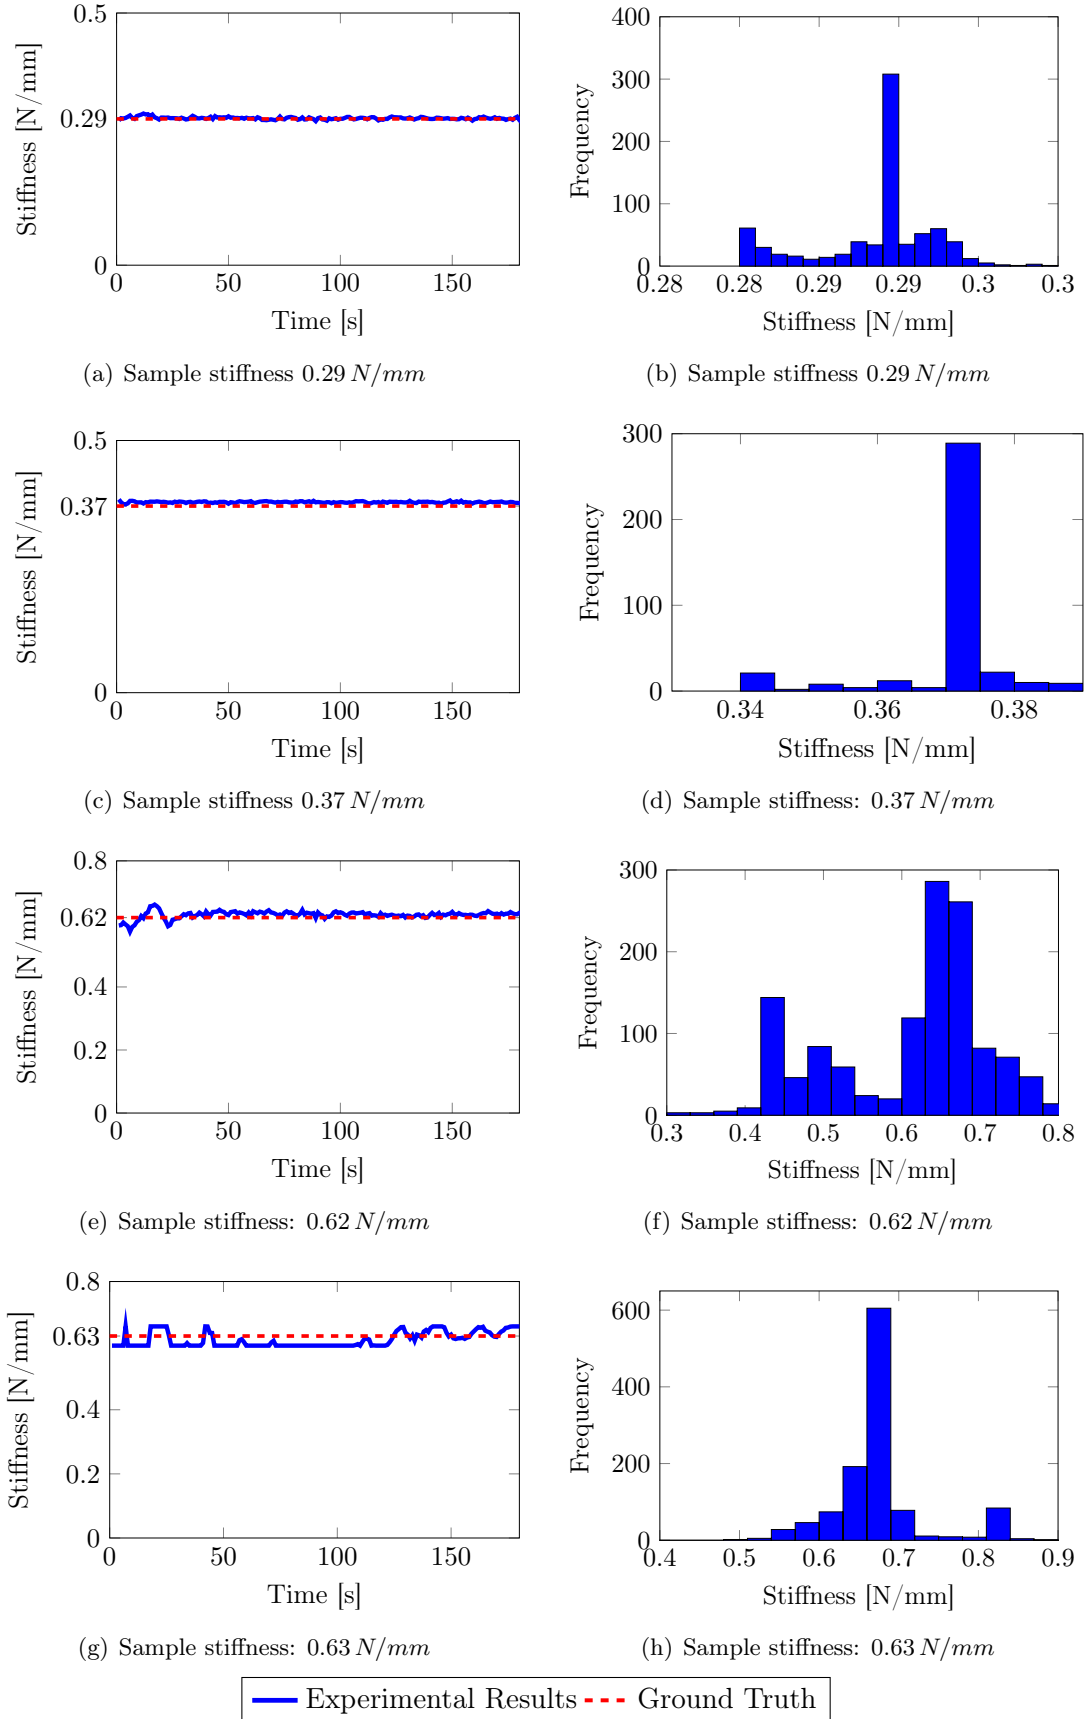 0.5
0.29
0
0 50 100 150
Stiffness [N/mm]
Time [s]
(a) Sample stiffness 0.29 N/mm
400
300
200
100
0
0.28 0.28 0.29 0.29 0.3 0.3
Frequency
Stiffness [N/mm]
(b) Sample stiffness 0.29 N/mm
0.5
0.37
0
0 50 100 150
Stiffness [N/mm]
Time [s]
(c) Sample stiffness 0.37 N/mm
300
200
100
0
0.34 0.36 0.38
Frequency
Stiffness [N/mm]
(d) Sample stiffness: 0.37 N/mm
0.8
0.62
0.4
0.2
0
0 50 100 150
Stiffness [N/mm]
Time [s]
(e) Sample stiffness: 0.62 N/mm
300
200
100
0
0.3 0.4 0.5 0.6 0.7 0.8
Frequency
Stiffness [N/mm]
(f) Sample stiffness: 0.62 N/mm
0.8
0.63
0.4
0.2
0
0 50 100 150
Stiffness [N/mm]
Time [s]
(g) Sample stiffness: 0.63 N/mm
600
400
200
0
0.4 0.5 0.6 0.7 0.8 0.9
Frequency
Stiffness [N/mm]
(h) Sample stiffness: 0.63 N/mm
Experimental Results Ground Truth